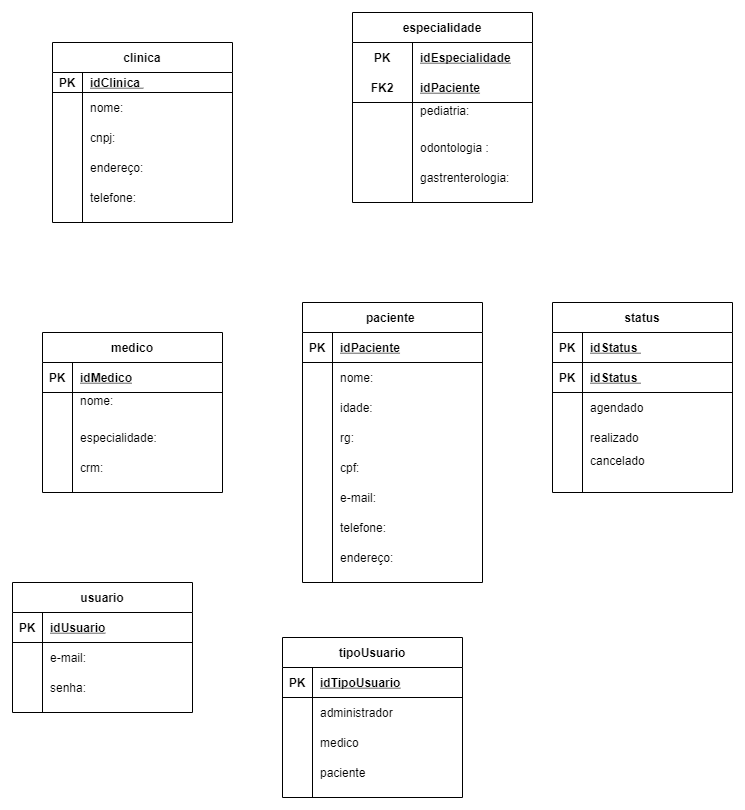 clinica
PK idClinica
nome:
cnpj:
endereço:
telefone:
especialidade
PK idEspecialidade
FK2 idPaciente
pediatria:
odontologia :
gastrenterologia:
medico
PK idMedico
nome:
especialidade:
crm:
paciente
PK idPaciente
nome:
idade:
rg:
cpf:
e-mail:
telefone:
endereço:
status
PK idStatus
PK idStatus
agendado
realizado
cancelado
usuario
PK idUsuario
e-mail:
senha:
tipoUsuario
PK idTipoUsuario
administrador
medico
paciente